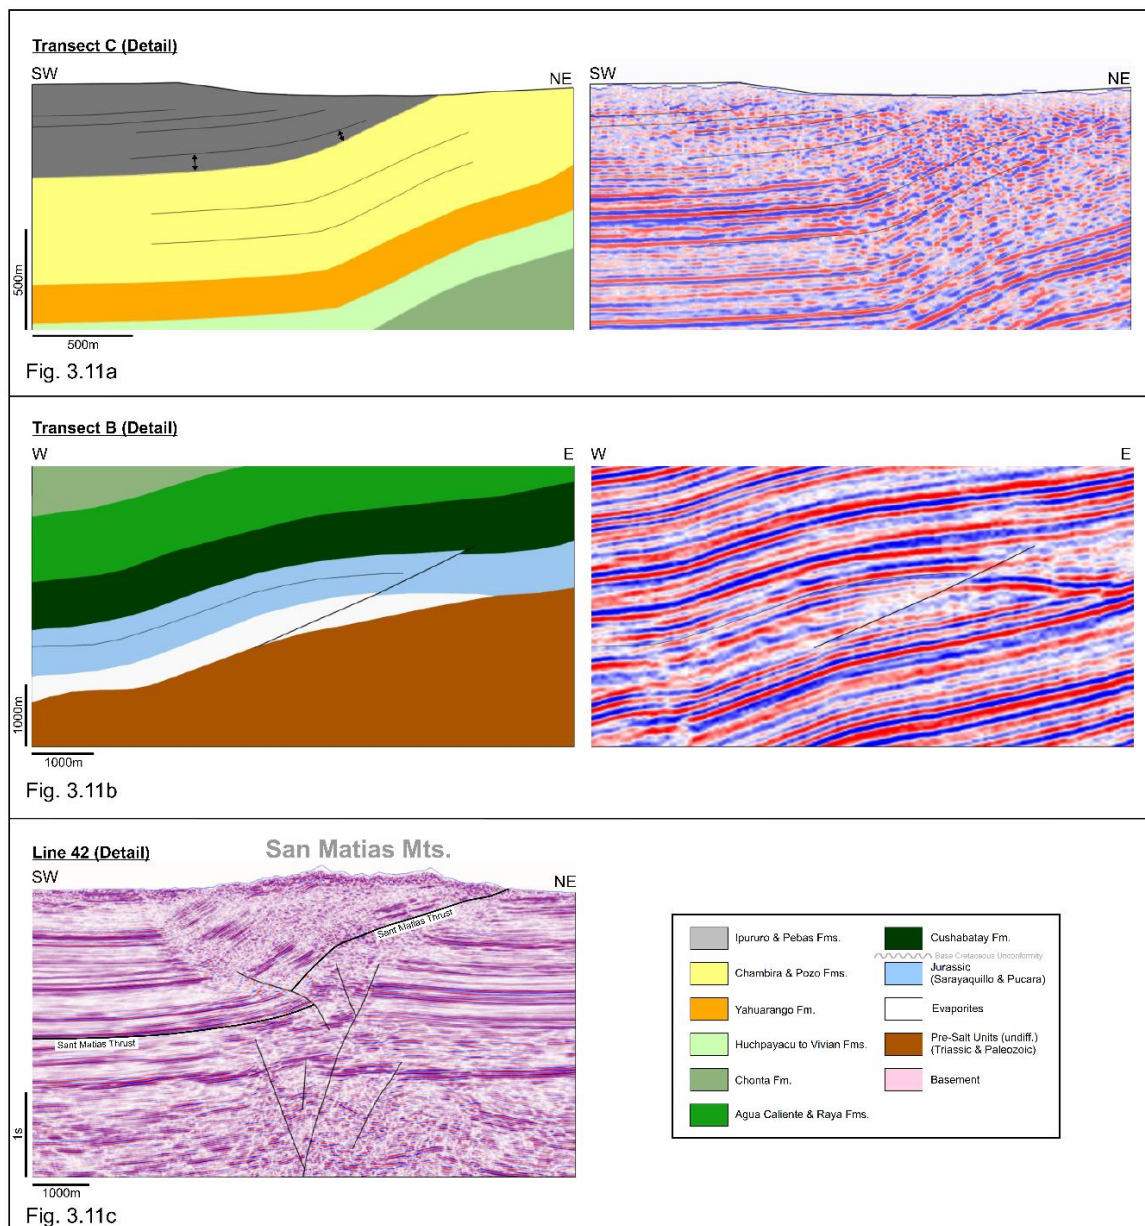 Transect C (Detail)
SW
NE
SW
NE
500m
500m
Fig. 3.11a
Transect B (Detail)
W
E
W
E
1000m
1000m
Fig. 3.11b
Line 42 (Detail)
San Matias Mts.
SW
NE
Sant Matias Thrust
Sant Matias Thrust
1s
1000m
Fig. 3.11c
Ipururo & Pebas Fms.
Chambira & Pozo Fms.
Yahuarango Fm.
Huchpayacu to Vivian Fms.
Chonta Fm.
Agua Caliente & Raya Fms.
Cushabatay Fm.
Base Cretaceous Unconformity
Jurassic
(Sarayaquillo & Pucara)
Evaporites
Pre-Salt Units (undiff.)
(Triassic & Paleozoic)
Basement